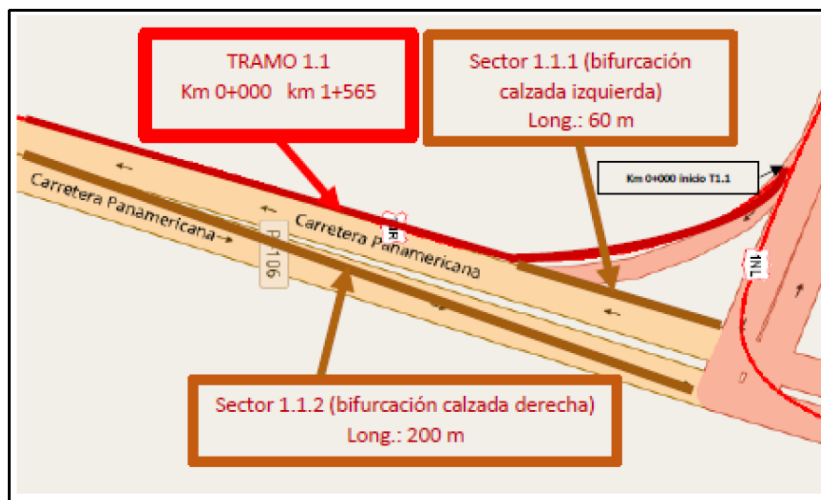 TRAMO 1.1
Km 0+000 km 1+565
Sector 1.1.1 (bifurcación
calzada izquierda)
Long.: 60 m
Km 0+000 inicio T1.1
Carretera Panamericana
Carretera Panamericana
1NL
Sector 1.1.2 (bifurcación calzada derecha)
Long.: 200 m